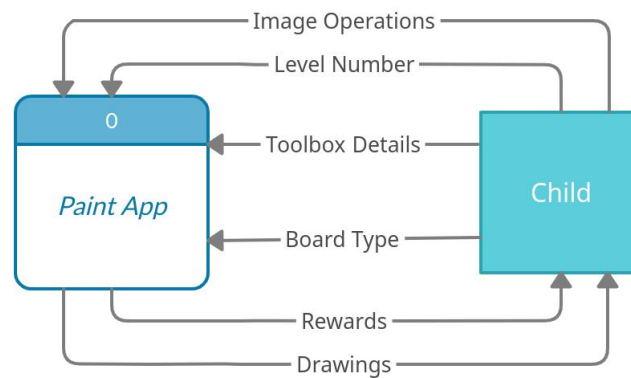 Image Operations
Level Number
0
Toolbox Details
Paint App
Child
Board Type
Rewards
Drawings